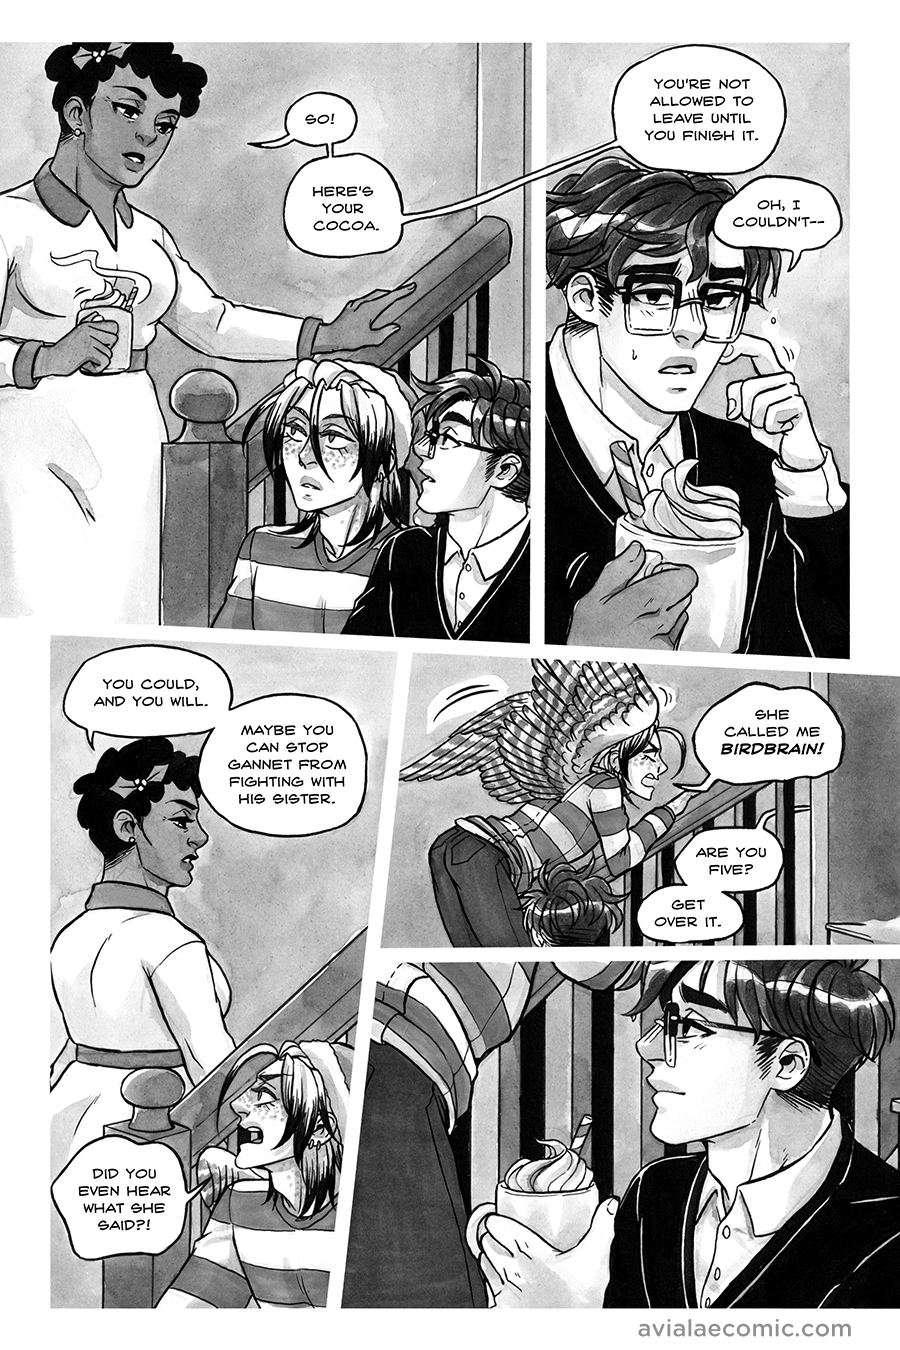 SO!
HERE'S
YOUR
COCOA.
YOU'RE NOT
ALLOWED TO
LEAVE UNTIL
YOU FINISH IT.
OH, I
COULDN'T--
YOU COULD,
AND YOU WILL.
MAYBE YOU
CAN STOP
GANNET FROM
FIGHTING WITH
HIS SISTER.
DID YOU
EVEN HEAR
WHAT SHE
SAID?!
SHE
CALLED ME
BIRDBRAIN!
ARE YOU
FIVE?
GET
OVER IT.
avialaecomic.com